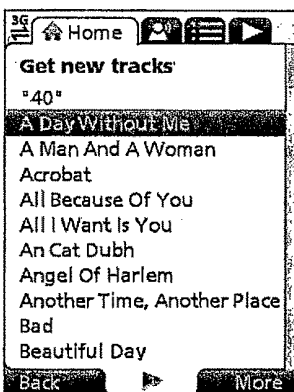 3G
Home
Get new tracks
"40"
A Day Without Me
A Man And A Woman
Acrobat
All Because Of You
All I Want Is You
An Cat Dubh
Angel Of Harlem
Another Time, Another Place
Bad
Beautiful Day
Back More